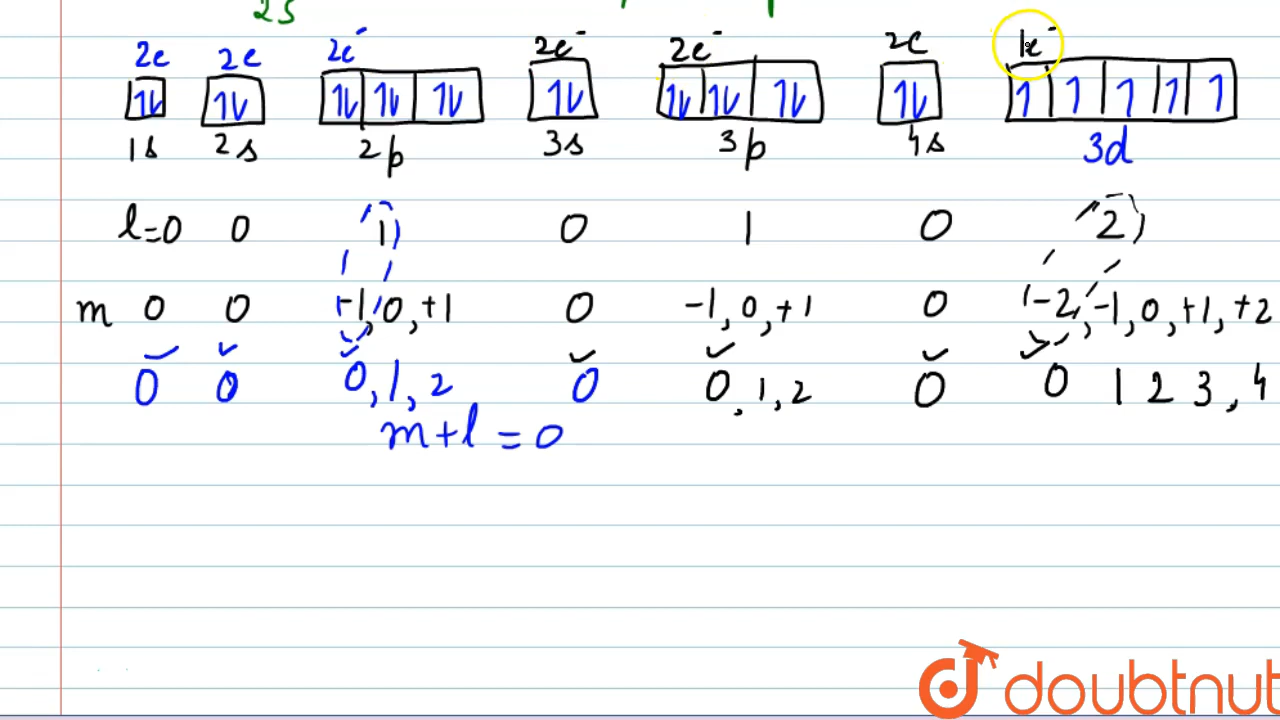 25
2e 2e 2e⁻ 2e⁻ 2e⁻ 2e 1e⁻
1s 2s 2p 3s 3p 4s 3d
l=0 0 1 0 1 0 2
m 0 0 -1,0,+1 0 -1,0,+1 0 -2,-1,0,+1,+2
0 0 0,1,2 0 0,1,2 0 0 1 2 3,4
m+l=0
doubtnut